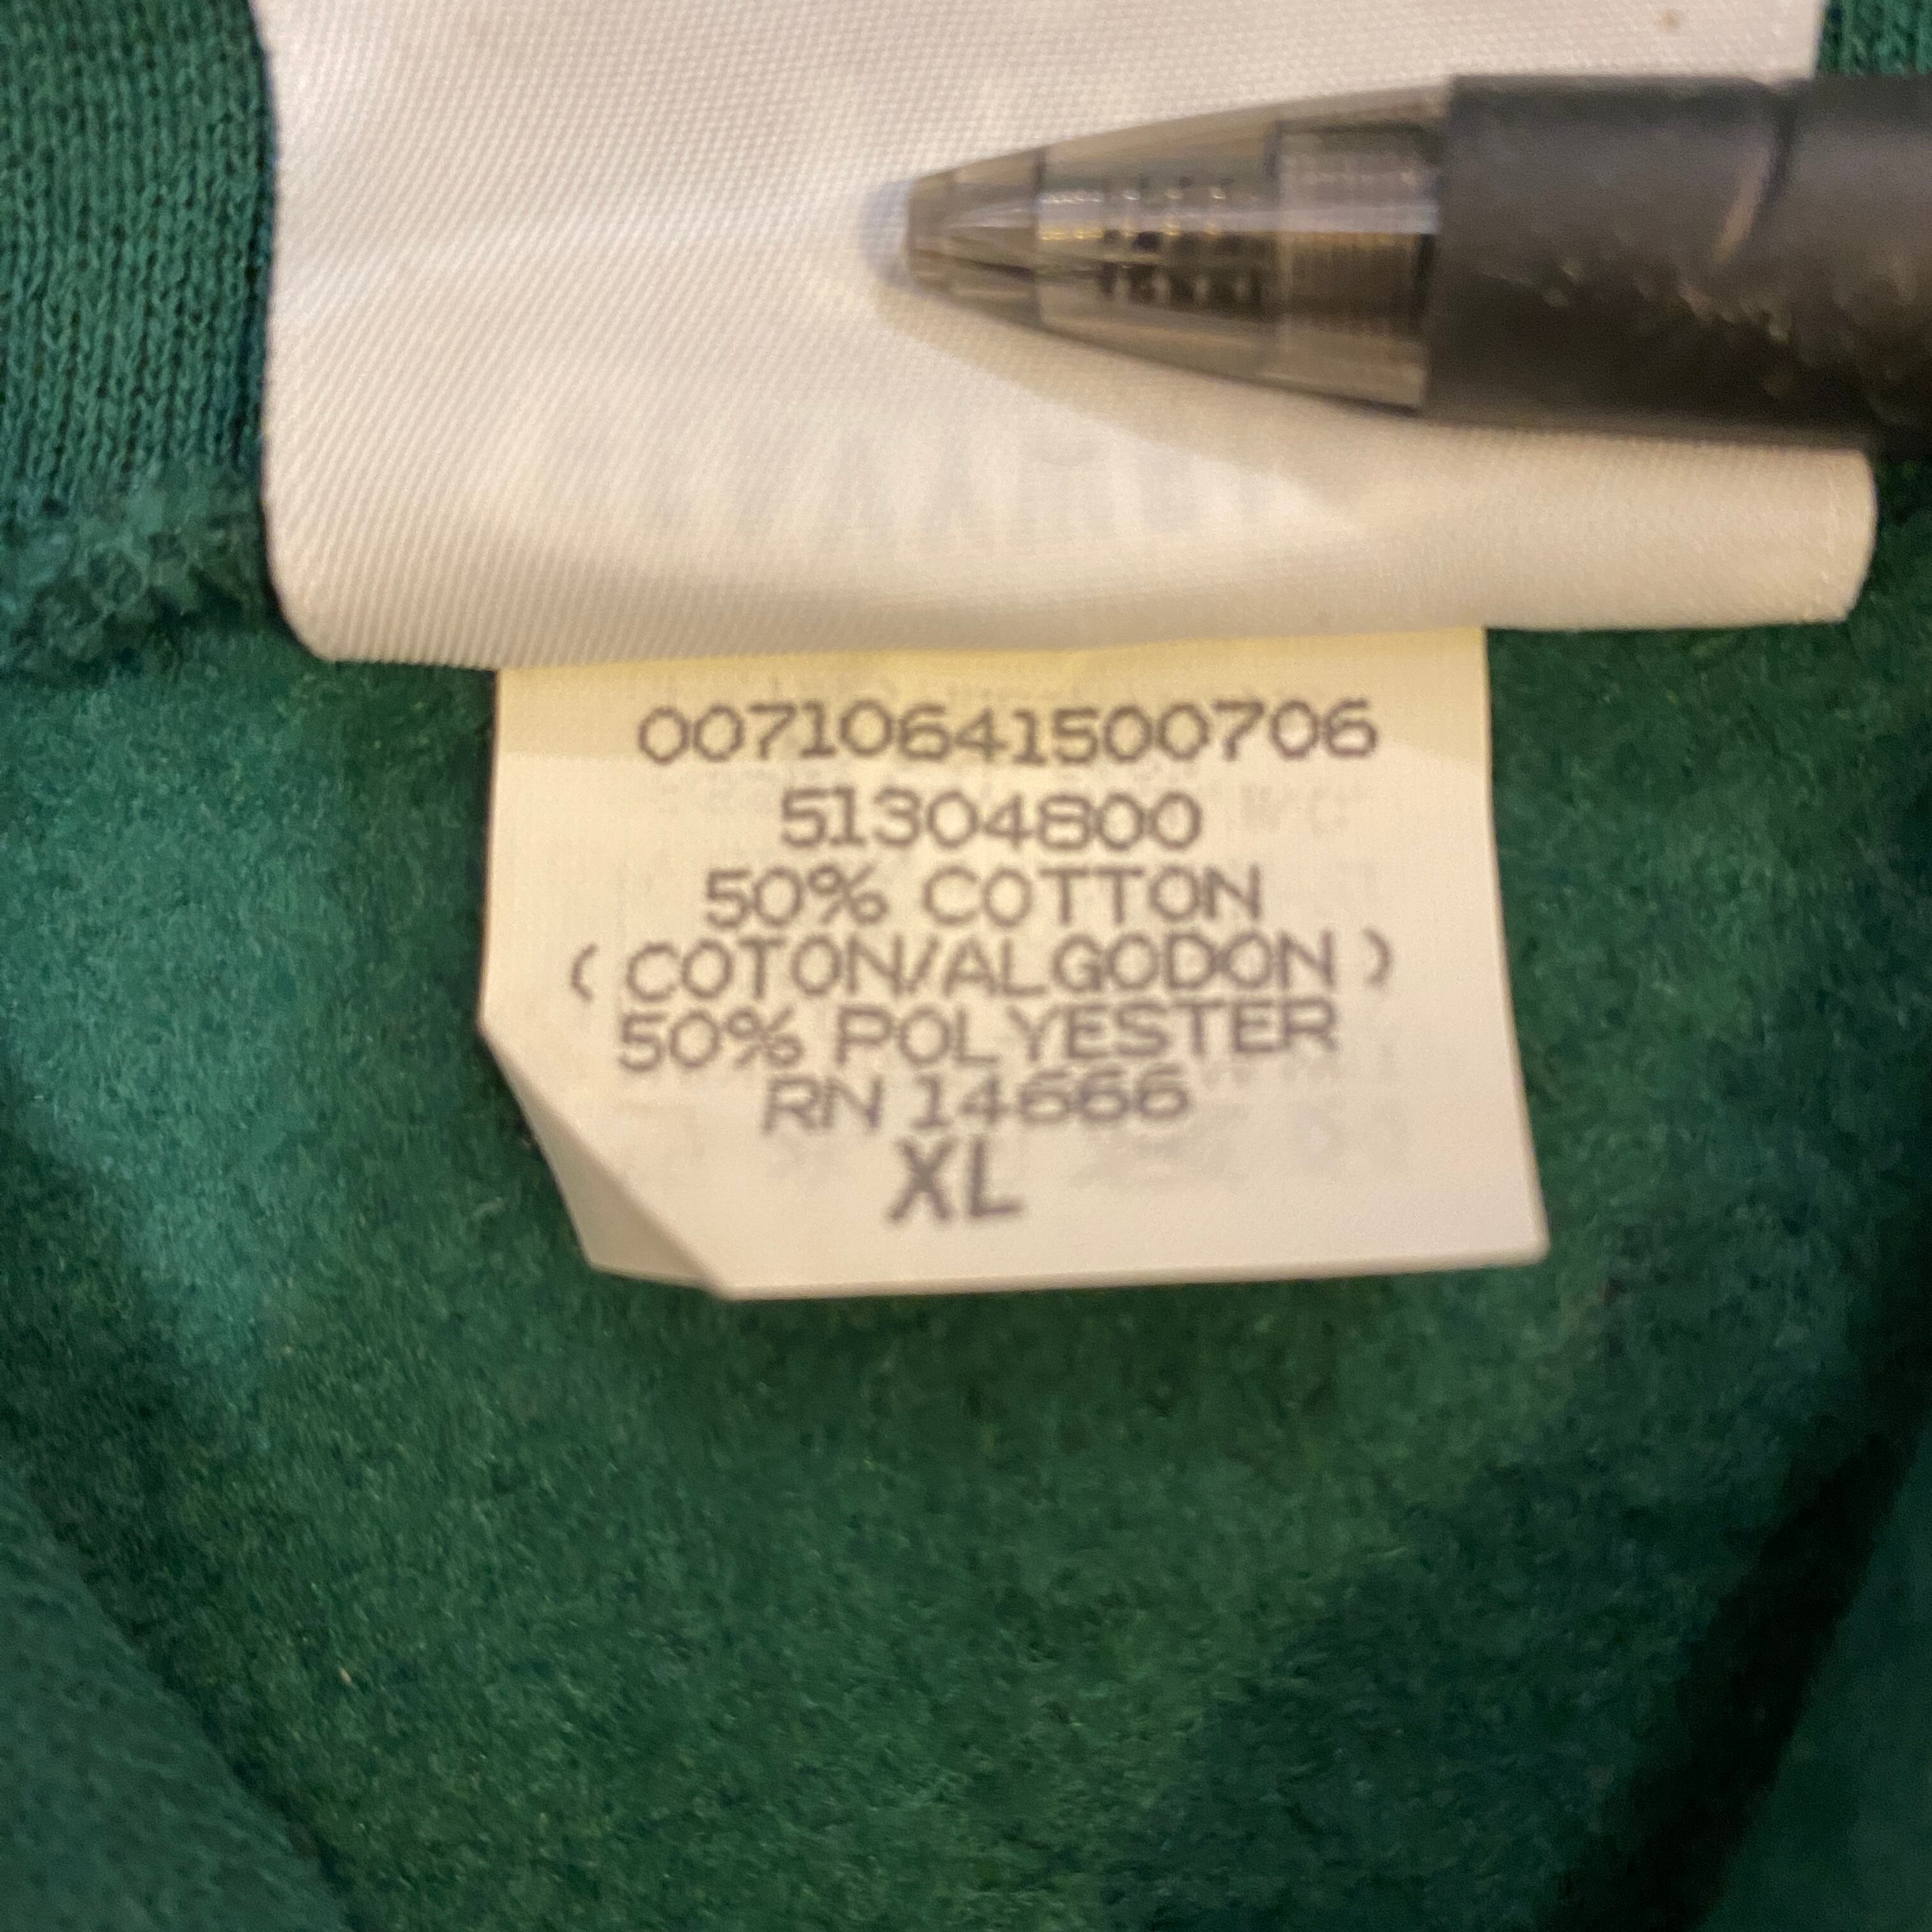 00710641500706
51304800
50% COTTON
( COTON/ALGODON )
50% POLYESTER
RN 14666
XL